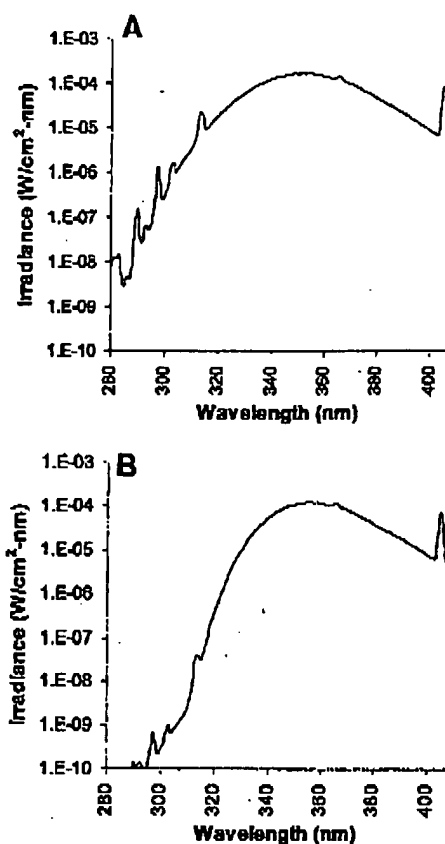 A
1.E-03
1.E-04
1.E-05
1.E-06
1.E-07
1.E-08
1.E-09
1.E-10
Irradiance (W/cm²-nm)
280
300
320
340
360
380
400
Wavelength (nm)
B
1.E-03
1.E-04
1.E-05
1.E-06
1.E-07
1.E-08
1.E-09
1.E-10
Irradiance (W/cm²-nm)
280
300
320
340
360
380
400
Wavelength (nm)